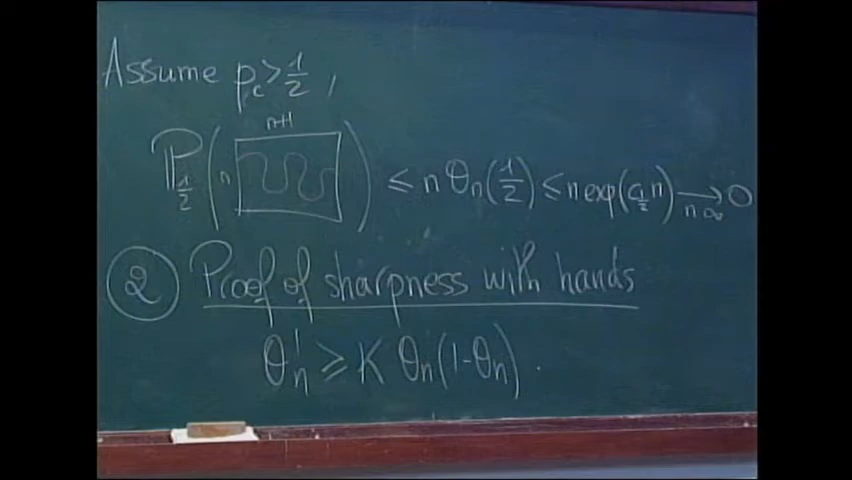 Assume p_c > 1/2,
P_{1/2} ( n n+1 ) ≤ n θ_n(1/2) ≤ n exp(c_{1/2} n) → 0
n ∞
② Proof of sharpness with hands
θ'_n ≥ K θ_n(1-θ_n).